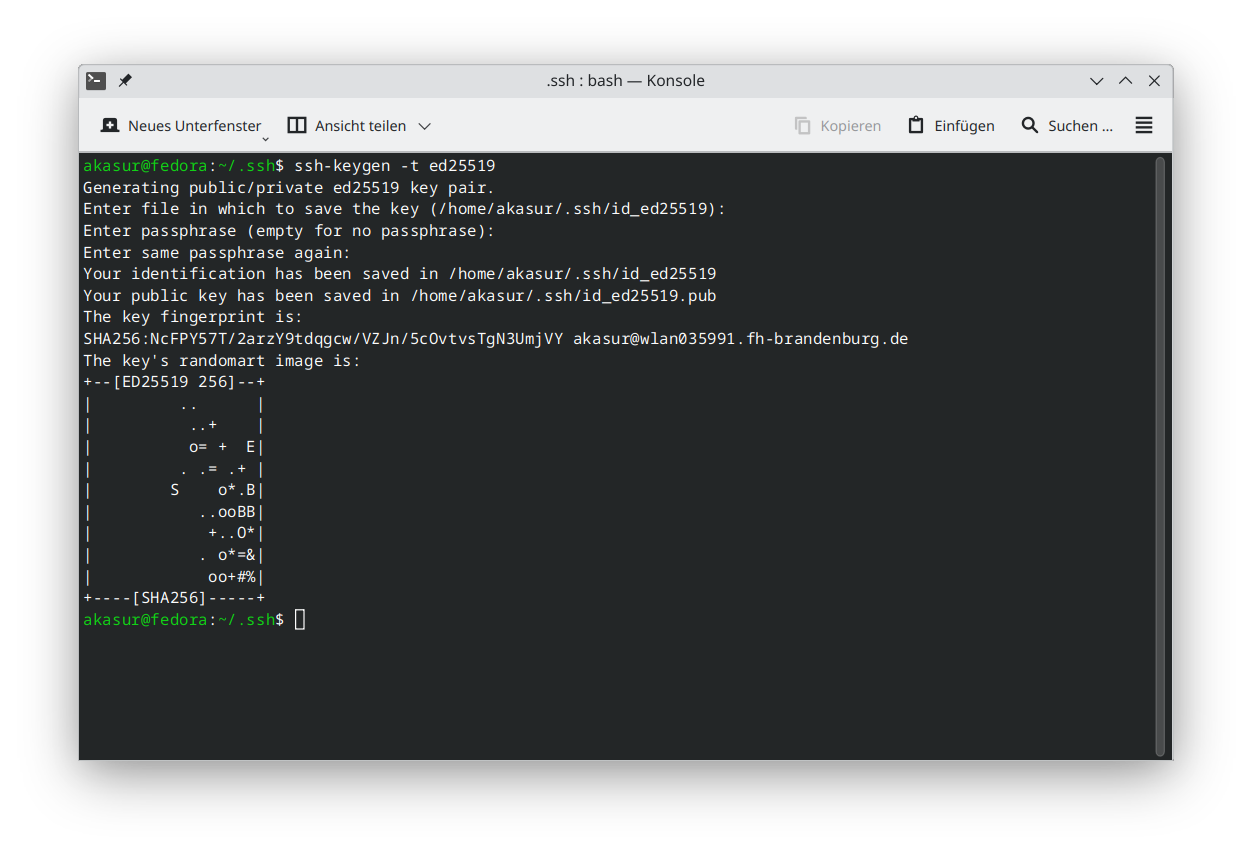 .ssh : bash — Konsole
Neues Unterfenster Ansicht teilen Kopieren Einfügen Suchen ...
akasur@fedora:~/.ssh$ ssh-keygen -t ed25519
Generating public/private ed25519 key pair.
Enter file in which to save the key (/home/akasur/.ssh/id_ed25519):
Enter passphrase (empty for no passphrase):
Enter same passphrase again:
Your identification has been saved in /home/akasur/.ssh/id_ed25519
Your public key has been saved in /home/akasur/.ssh/id_ed25519.pub
The key fingerprint is:
SHA256:NcFPY57T/2arzY9tdqgcw/VZJn/5cOvtvsTgN3UmjVY akasur@wlan035991.fh-brandenburg.de
The key's randomart image is:
+--[ED25519 256]--+
|         ..      |
|          ..+    |
|          o= +  E|
|         . .= .+ |
|        S    o*.B|
|           ..ooBB|
|            +..O*|
|           . o*=&|
|            oo+#%|
+----[SHA256]-----+
akasur@fedora:~/.ssh$